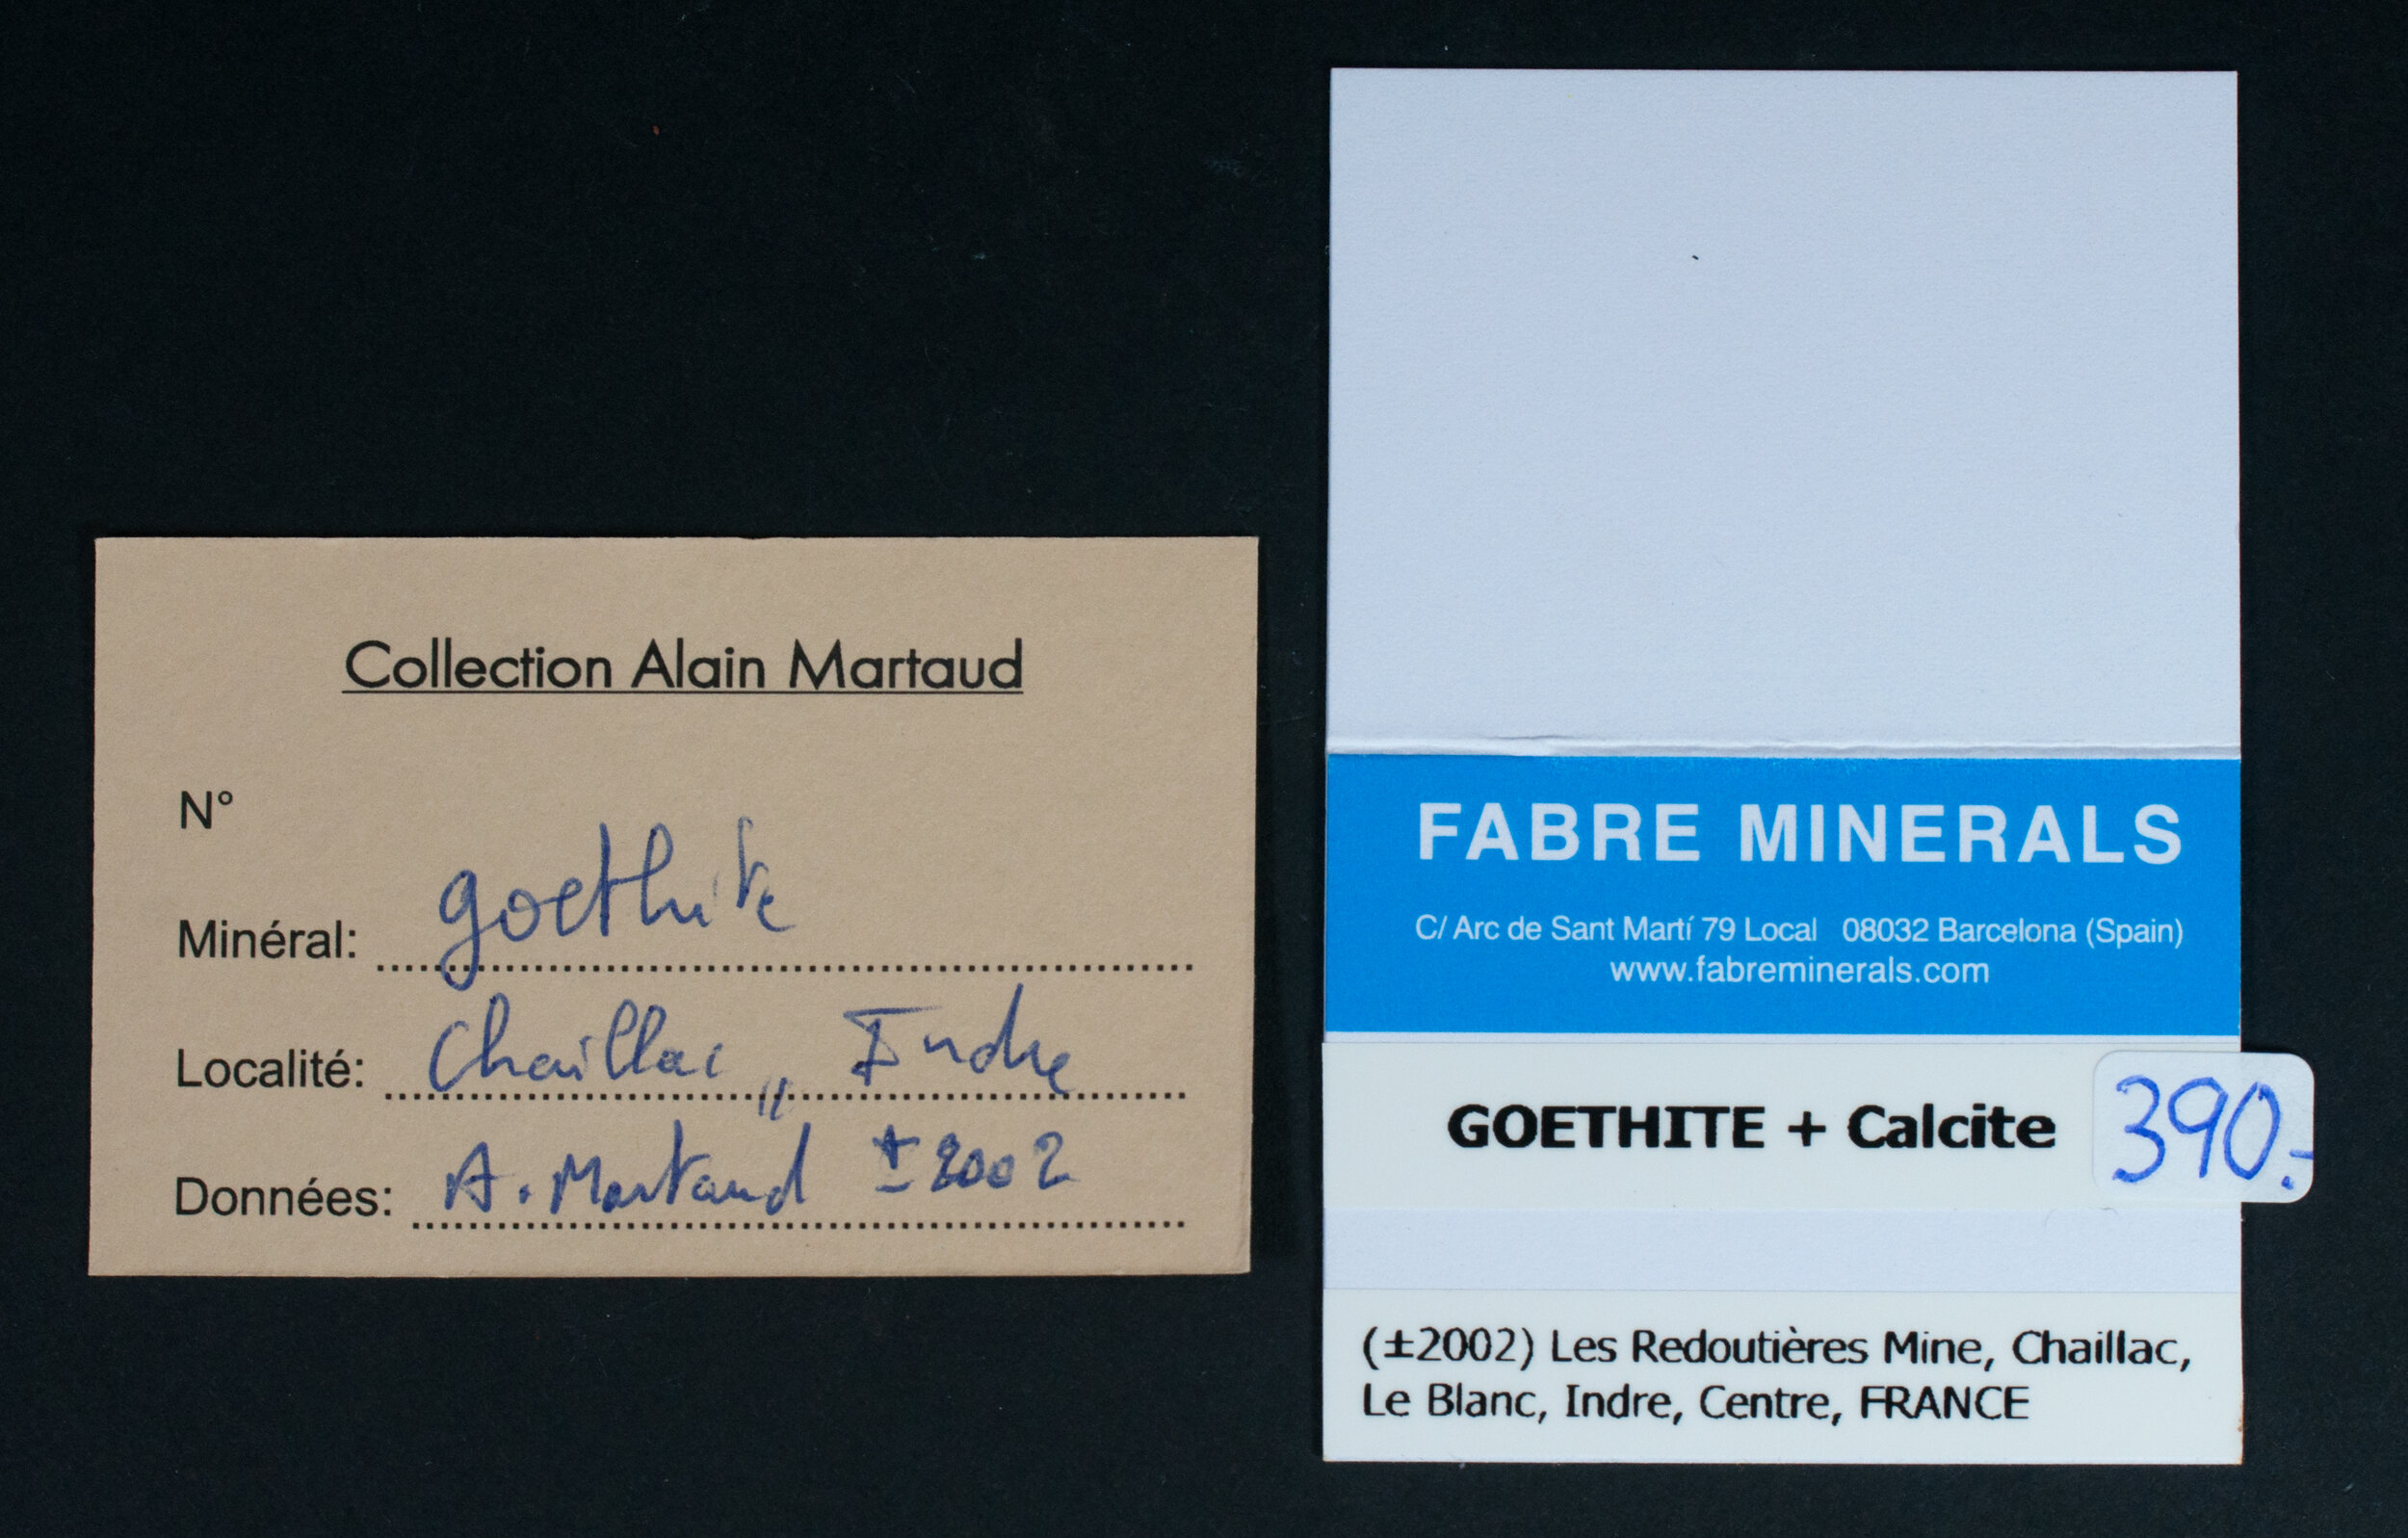 Collection Alain Martaud
N°
Minéral: goethite
Localité: Chaillac, Indre
Données: A. Martaud ±2002
FABRE MINERALS
C/ Arc de Sant Martí 79 Local 08032 Barcelona (Spain)
www.fabreminerals.com
GOETHITE + Calcite
390.-
(±2002) Les Redoutières Mine, Chaillac,
Le Blanc, Indre, Centre, FRANCE